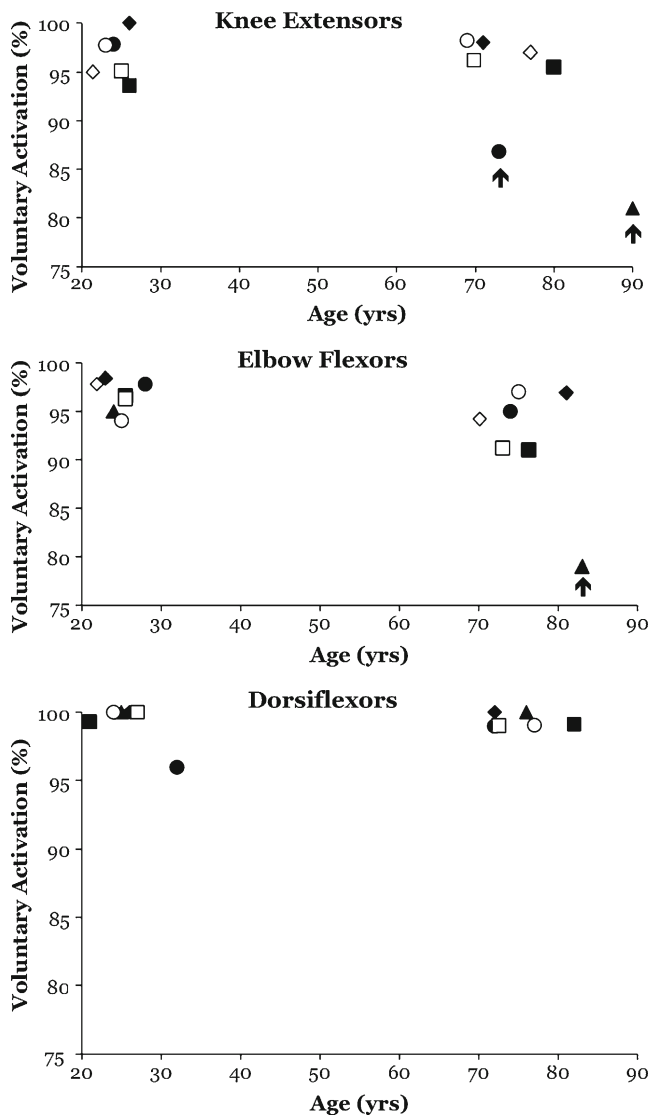 Knee Extensors
Voluntary Activation (%)
100
95
90
85
80
75
20 30 40 50 60 70 80 90
Age (yrs)
Elbow Flexors
Voluntary Activation (%)
100
95
90
85
80
75
20 30 40 50 60 70 80 90
Age (yrs)
Dorsiflexors
Voluntary Activation (%)
100
95
90
85
80
75
20 30 40 50 60 70 80 90
Age (yrs)